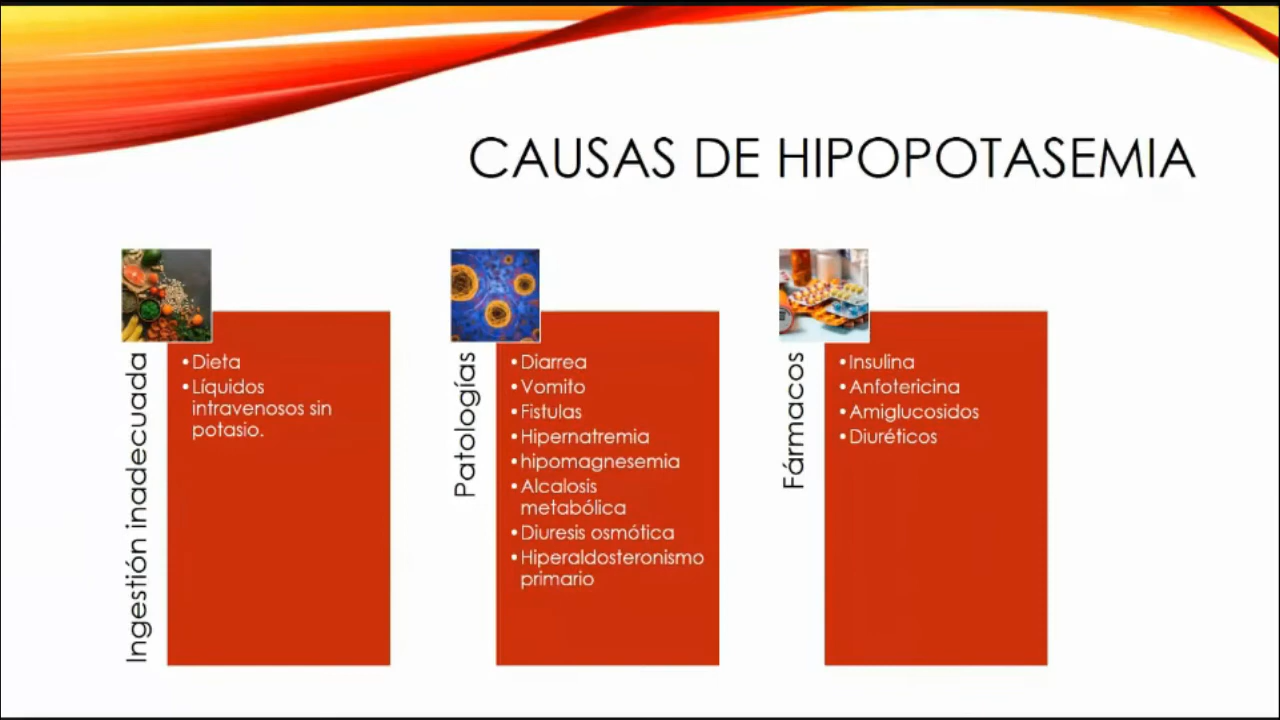 CAUSAS DE HIPOPOTASEMIA
Ingestión inadecuada
•Dieta
•Líquidos
intravenosos sin
potasio.
Patologías
•Diarrea
•Vomito
•Fistulas
•Hipernatremia
•hipomagnesemia
•Alcalosis
metabólica
•Diuresis osmótica
•Hiperaldosteronismo
primario
Fármacos
•Insulina
•Anfotericina
•Amiglucosidos
•Diuréticos